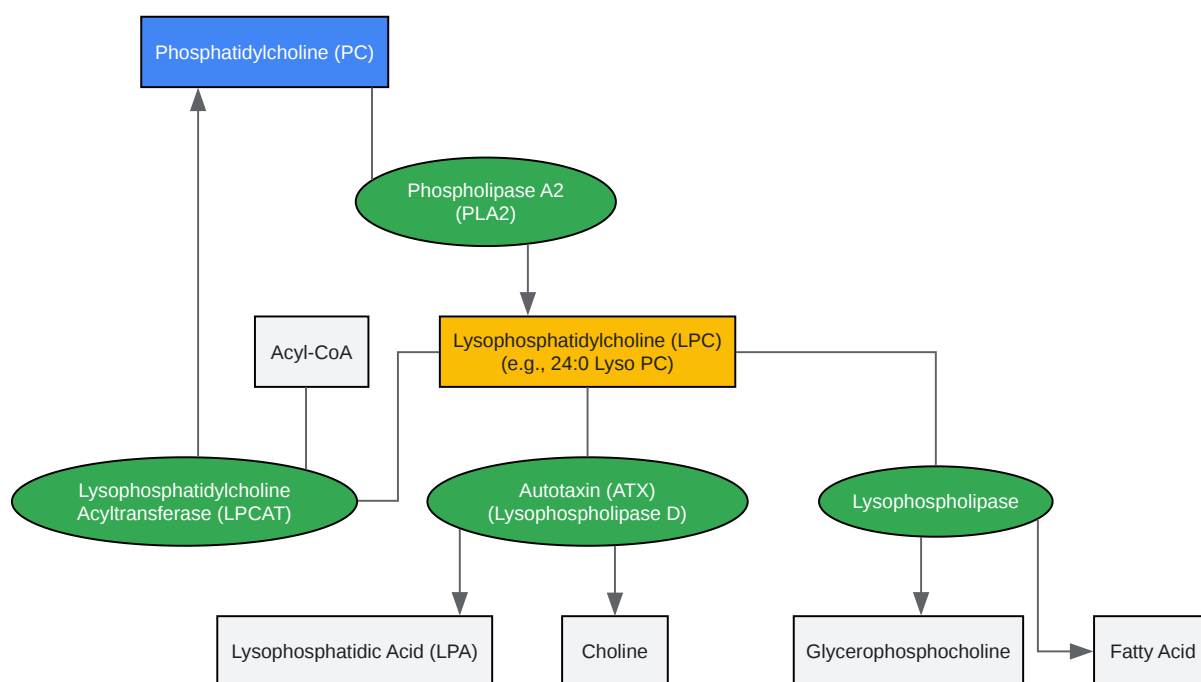 Phosphatidylcholine (PC)
Phospholipase A2
(PLA2)
Acyl-CoA
Lysophosphatidylcholine (LPC)
(e.g., 24:0 Lyso PC)
Lysophosphatidylcholine
Acyltransferase (LPCAT)
Autotaxin (ATX)
(Lysophospholipase D)
Lysophospholipase
Lysophosphatidic Acid (LPA)
Choline
Glycerophosphocholine
Fatty Acid